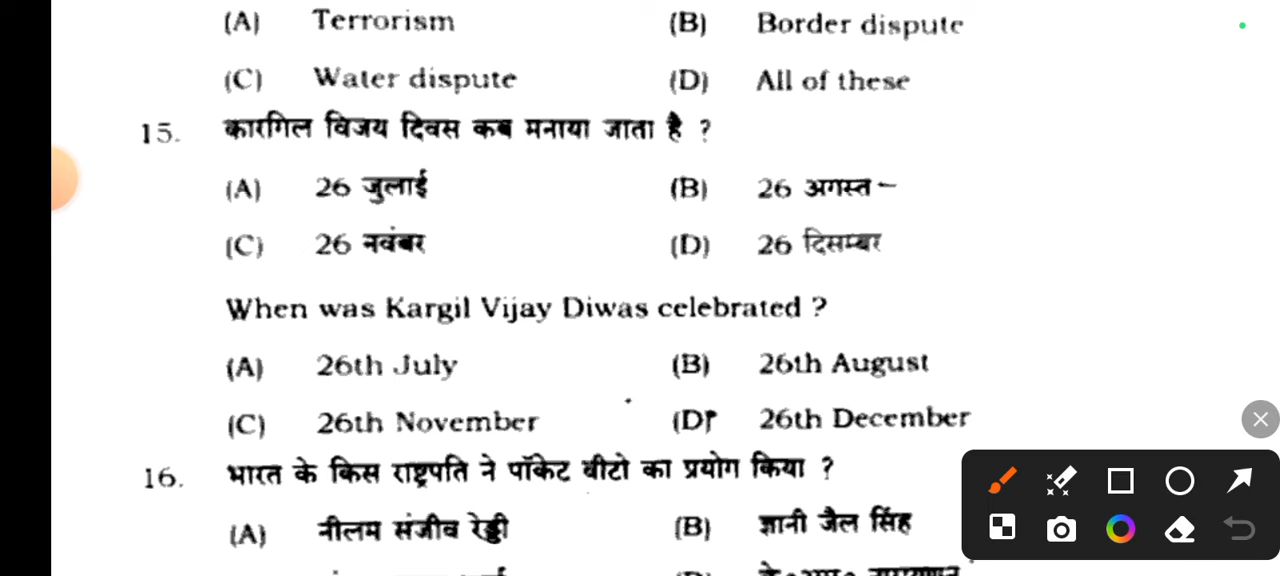 (A) Terrorism (B) Border dispute
(C) Water dispute (D) All of these
15. कारगिल विजय दिवस कब मनाया जाता है ?
(A) 26 जुलाई (B) 26 अगस्त
(C) 26 नवंबर (D) 26 दिसम्बर
When was Kargil Vijay Diwas celebrated ?
(A) 26th July (B) 26th August
(C) 26th November (D) 26th December
16. भारत के किस राष्ट्रपति ने पॉकेट वीटो का प्रयोग किया ?
(A) नीलम संजीव रेड्डी (B) ज्ञानी जैल सिंह